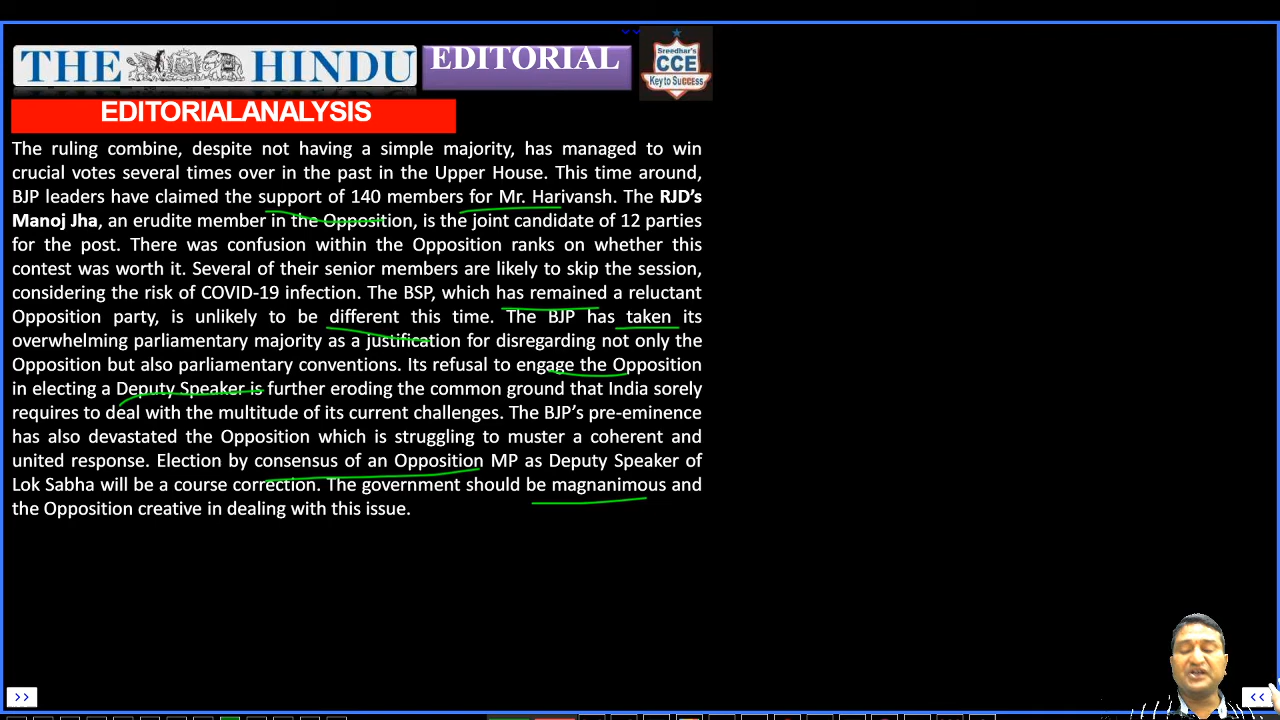 THE HINDU
EDITORIAL
Sreedhar's
CCE
Key to Success
EDITORIALANALYSIS
The ruling combine, despite not having a simple majority, has managed to win
crucial votes several times over in the past in the Upper House. This time around,
BJP leaders have claimed the support of 140 members for Mr. Harivansh. The RJD's
Manoj Jha, an erudite member in the Opposition, is the joint candidate of 12 parties
for the post. There was confusion within the Opposition ranks on whether this
contest was worth it. Several of their senior members are likely to skip the session,
considering the risk of COVID-19 infection. The BSP, which has remained a reluctant
Opposition party, is unlikely to be different this time. The BJP has taken its
overwhelming parliamentary majority as a justification for disregarding not only the
Opposition but also parliamentary conventions. Its refusal to engage the Opposition
in electing a Deputy Speaker is further eroding the common ground that India sorely
requires to deal with the multitude of its current challenges. The BJP's pre-eminence
has also devastated the Opposition which is struggling to muster a coherent and
united response. Election by consensus of an Opposition MP as Deputy Speaker of
Lok Sabha will be a course correction. The government should be magnanimous and
the Opposition creative in dealing with this issue.
>>
<<